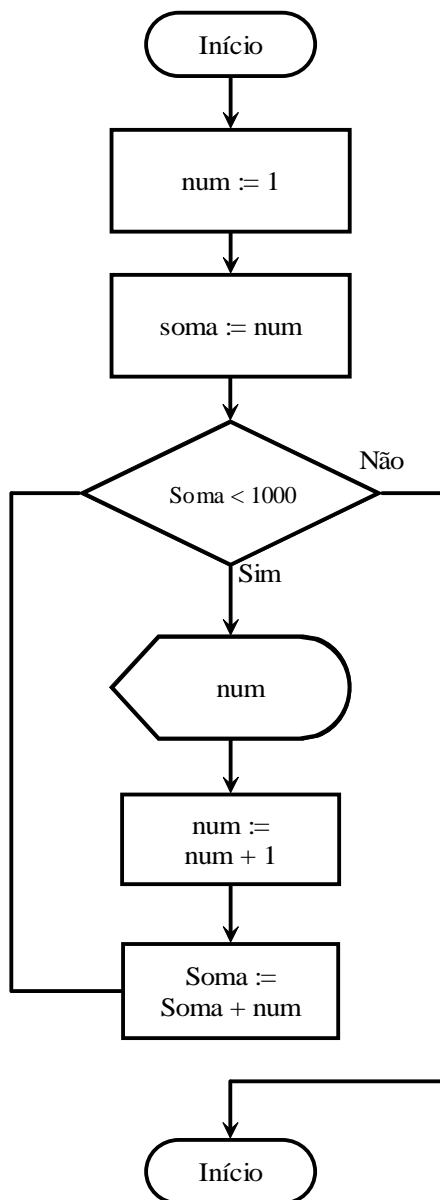 Início
num := 1
soma := num
Não
Soma < 1000
Sim
num
num :=
num + 1
Soma :=
Soma + num
Início